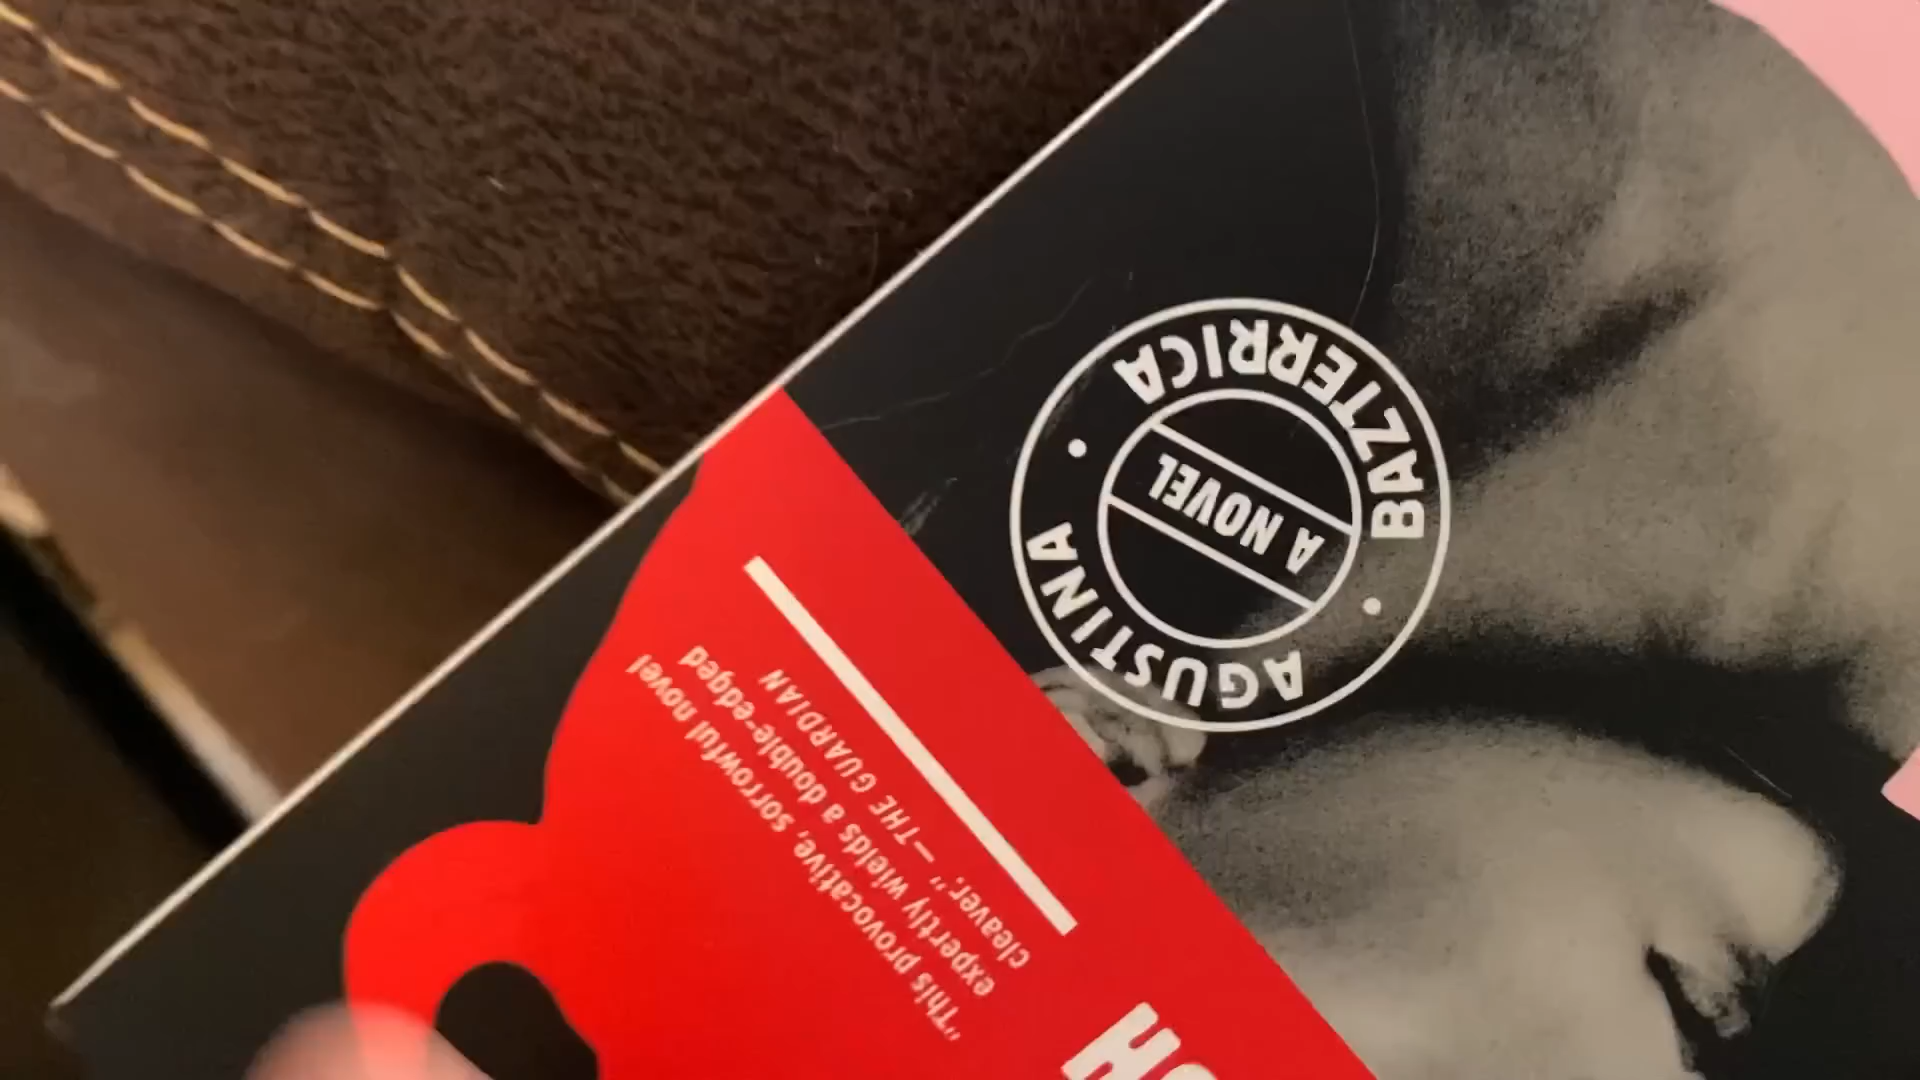 "This provocative, sorrowful novel
expertly wields a double-edged
cleaver." —THE GUARDIAN
AGUSTINA BAZTERRICA
A NOVEL